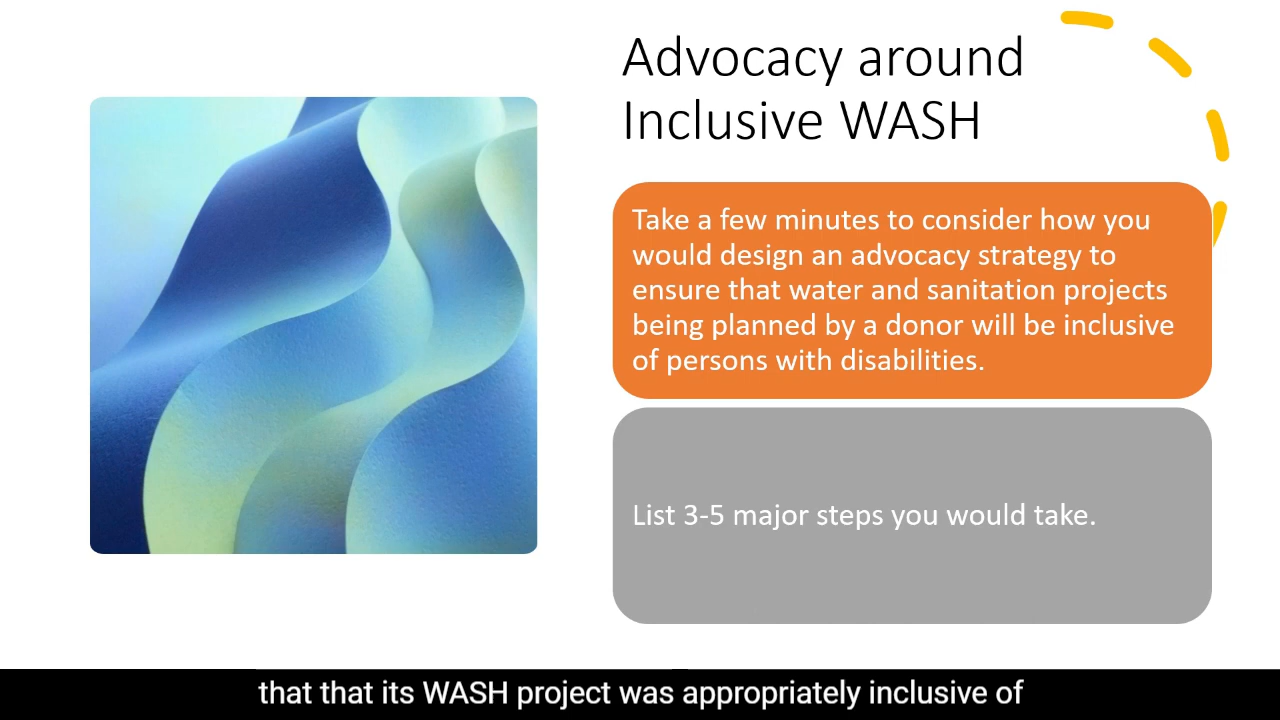 Advocacy around
Inclusive WASH
Take a few minutes to consider how you
would design an advocacy strategy to
ensure that water and sanitation projects
being planned by a donor will be inclusive
of persons with disabilities.
List 3-5 major steps you would take.
that that its WASH project was appropriately inclusive of